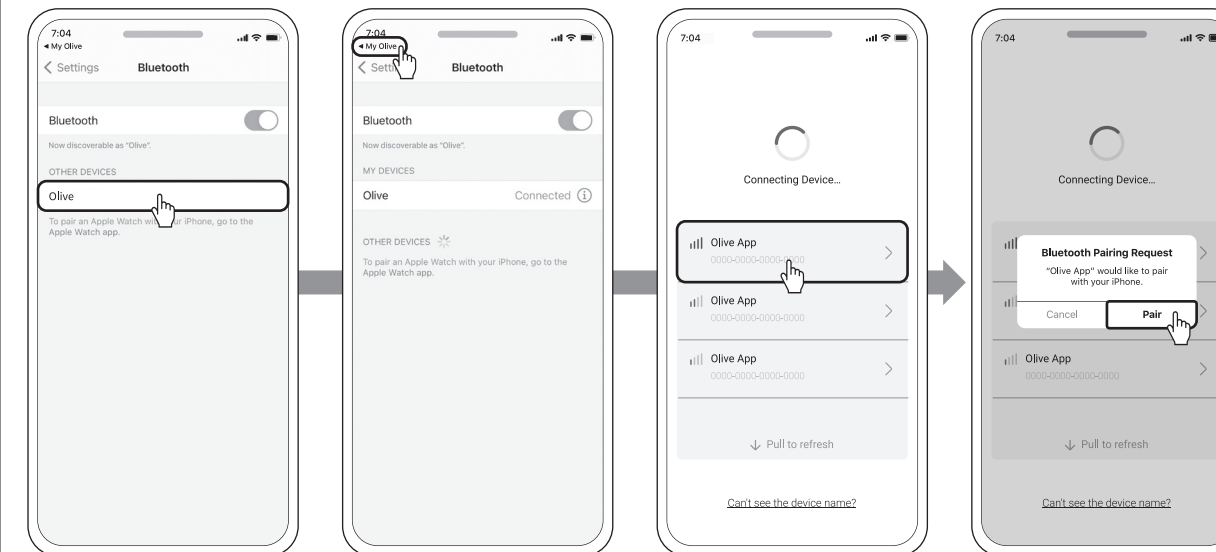 7:04
◀ My Olive
Settings
Bluetooth
Bluetooth
Now discoverable as "Olive".
OTHER DEVICES
Olive
To pair an Apple Watch with your iPhone, go to the
Apple Watch app.
7:04
◀ My Olive
Bluetooth
Bluetooth
Now discoverable as "Olive".
MY DEVICES
Olive
Connected
OTHER DEVICES
To pair an Apple Watch with your iPhone, go to the
Apple Watch app.
7:04
Connecting Device...
Olive App
0000-0000-0000-0000
Olive App
0000-0000-0000-0000
Olive App
0000-0000-0000-0000
↓ Pull to refresh
Can't see the device name?
7:04
Connecting Device...
Bluetooth Pairing Request
"Olive App" would like to pair
with your iPhone.
Cancel
Pair
Olive App
0000-0000-0000-0000
↓ Pull to refresh
Can't see the device name?